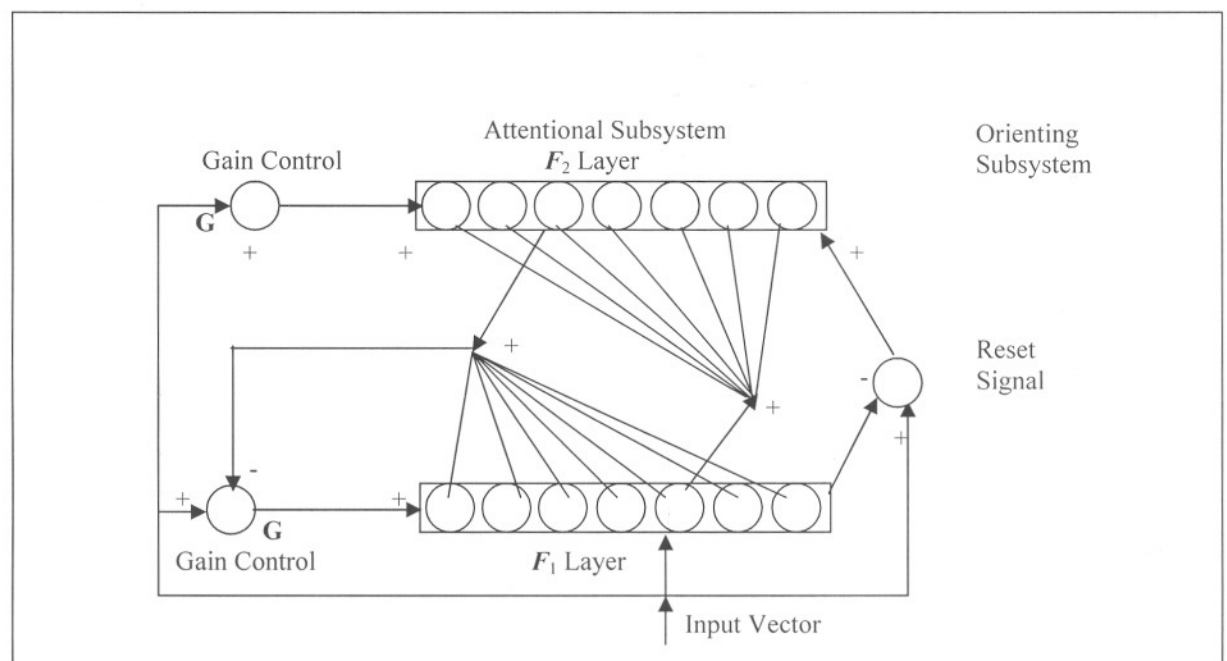 Attentional Subsystem
Orienting
Subsystem
Gain Control
F₂ Layer
G
+
+
+
+
Reset
Signal
-
+
+
-
+
+
G
Gain Control
F₁ Layer
Input Vector